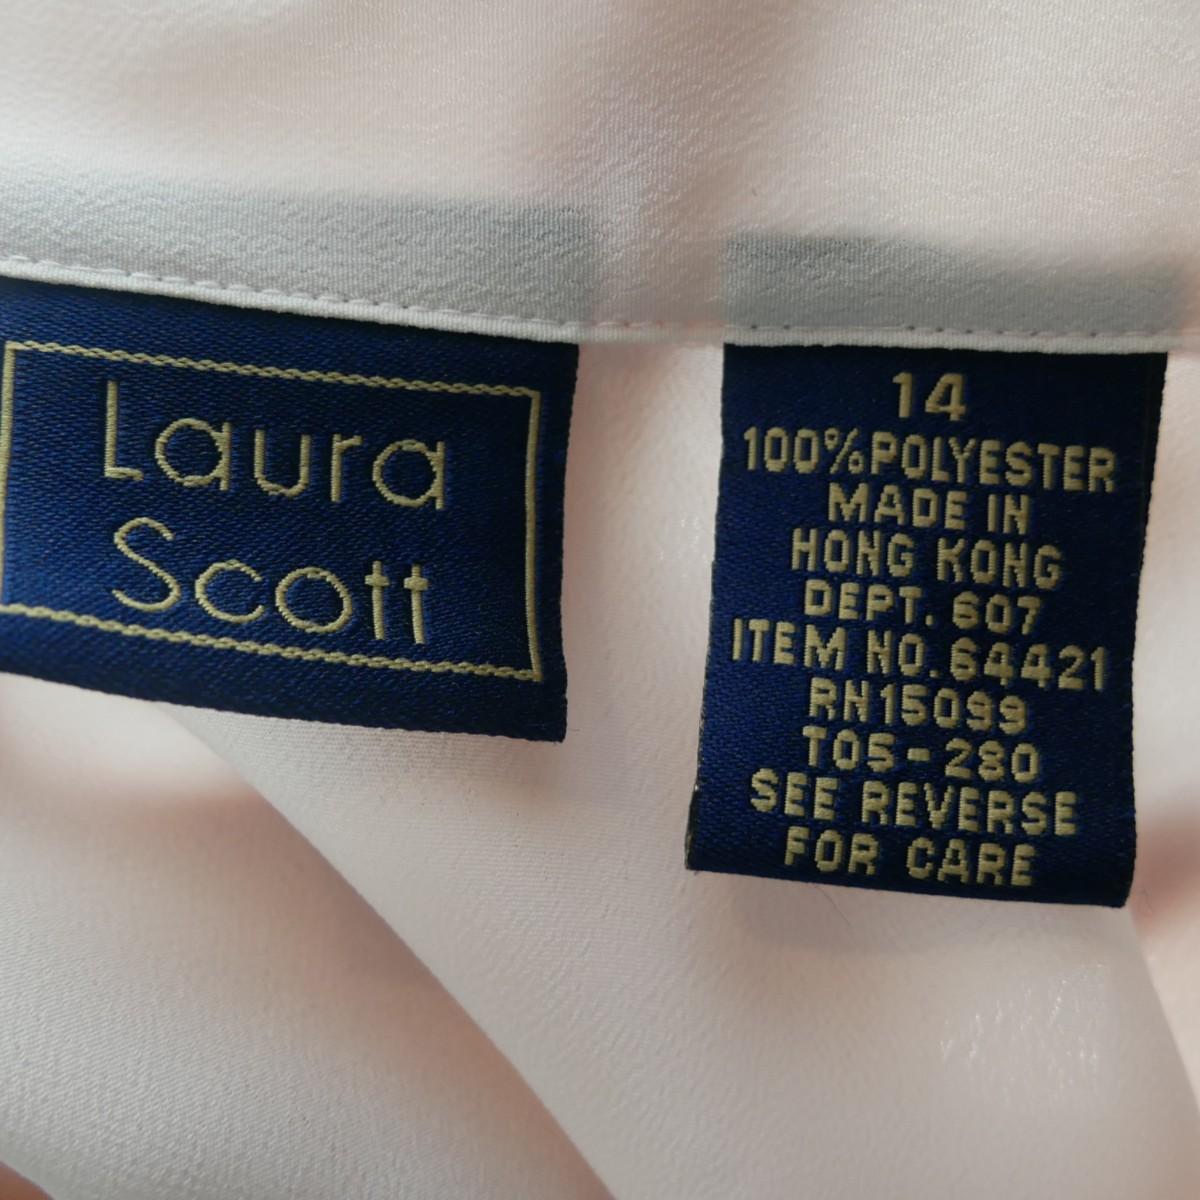 Laura
Scott
14
100% POLYESTER
MADE IN
HONG KONG
DEPT. 607
ITEM NO. 64421
RN15099
T05-280
SEE REVERSE
FOR CARE